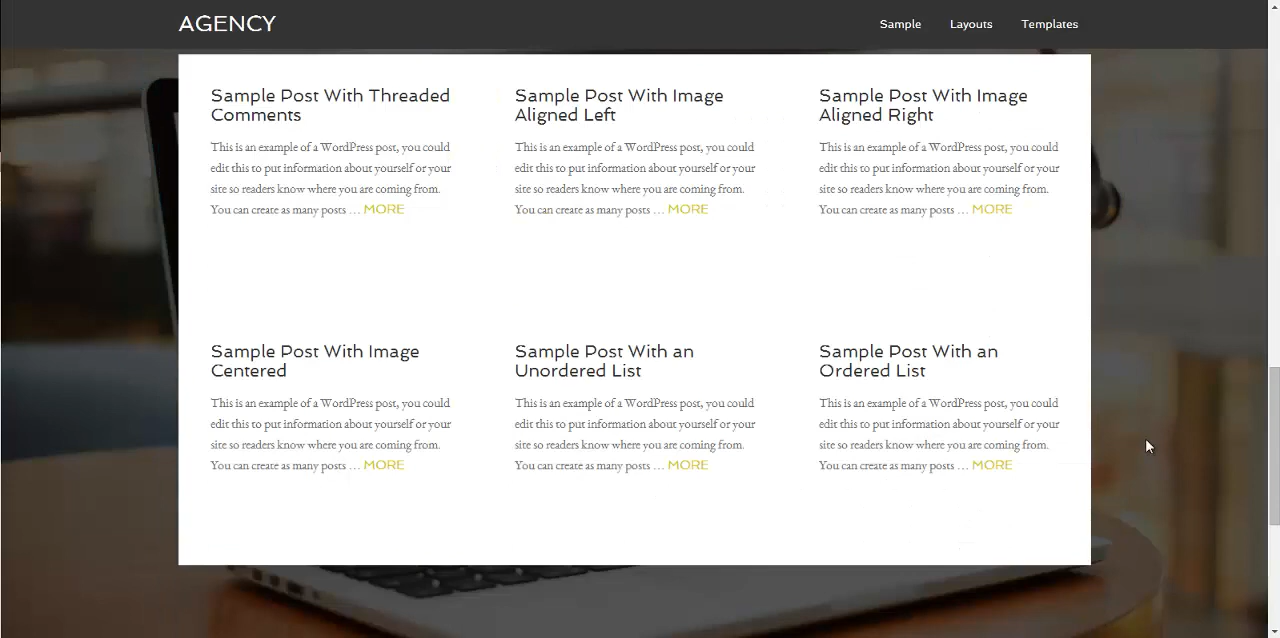 AGENCY
Sample
Layouts
Templates
Sample Post With Threaded
Comments
This is an example of a WordPress post, you could
edit this to put information about yourself or your
site so readers know where you are coming from.
You can create as many posts … MORE
Sample Post With Image
Aligned Left
This is an example of a WordPress post, you could
edit this to put information about yourself or your
site so readers know where you are coming from.
You can create as many posts … MORE
Sample Post With Image
Aligned Right
This is an example of a WordPress post, you could
edit this to put information about yourself or your
site so readers know where you are coming from.
You can create as many posts … MORE
Sample Post With Image
Centered
This is an example of a WordPress post, you could
edit this to put information about yourself or your
site so readers know where you are coming from.
You can create as many posts … MORE
Sample Post With an
Unordered List
This is an example of a WordPress post, you could
edit this to put information about yourself or your
site so readers know where you are coming from.
You can create as many posts … MORE
Sample Post With an
Ordered List
This is an example of a WordPress post, you could
edit this to put information about yourself or your
site so readers know where you are coming from.
You can create as many posts … MORE